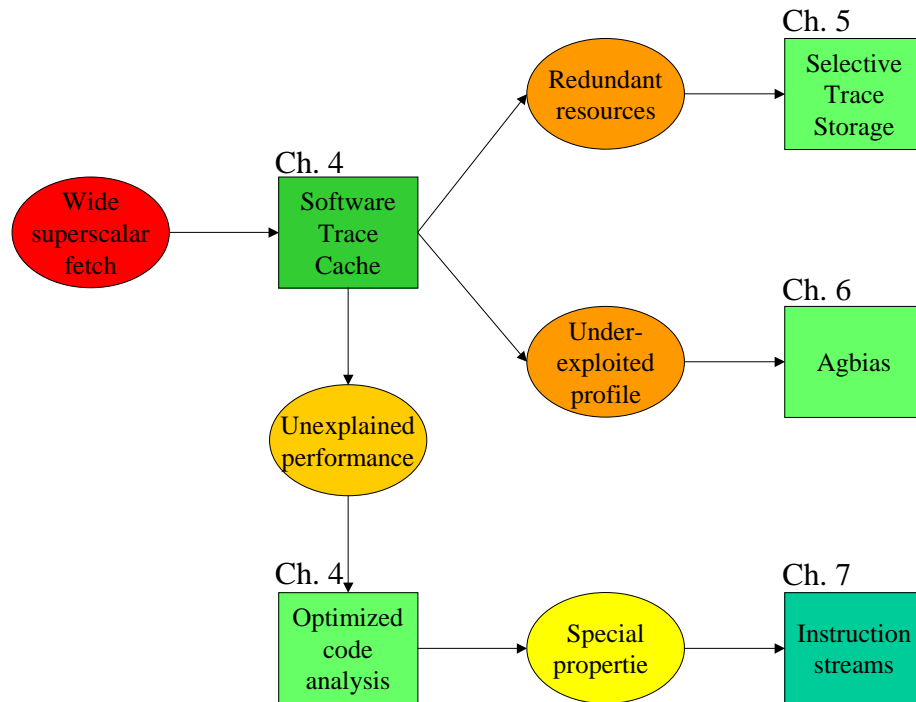 Ch. 5
Redundant
resources
Selective
Trace
Storage
Ch. 4
Wide
superscalar
fetch
Software
Trace
Cache
Ch. 6
Under-
exploited
profile
Agbias
Unexplained
performance
Ch. 4
Ch. 7
Optimized
code
analysis
Special
propertie
Instruction
streams